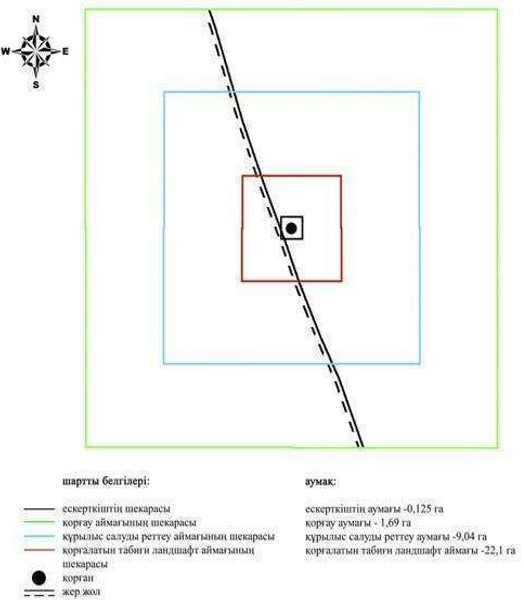 N
W E
S
шартты белгілері: аумақ:
ескерткіштің шекарасы ескерткіштің аумағы -0,125 га
қорғау аймағының шекарасы қорғау аумағы - 1,69 га
құрылыс салуды реттеу аймағының шекарасы құрылыс салуды реттеу аумағы -9,04 га
қорғалатын табиғи ландшафт аймағының қорғалатын табиғи ландшафт аймағы -22,1 га
шекарасы
қорған
жер жол